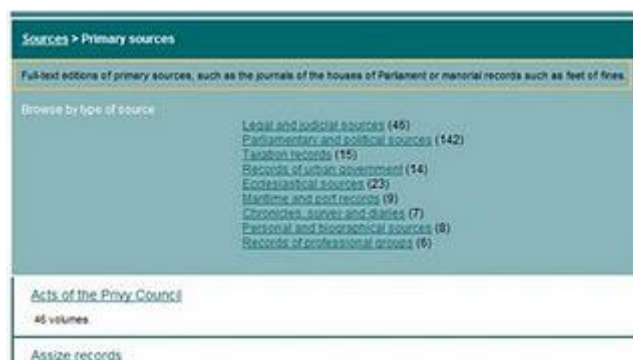 Sources > Primary sources
Full-text editions of primary sources, such as the journals of the houses of Parliament or manorial records such as feet of fines.
Browse by type of source
Legal and judicial sources (46)
Parliamentary and political sources (142)
Taxation records (15)
Records of urban government (14)
Ecclesiastical sources (23)
Maritime and port records (9)
Chronicles, survey and diaries (7)
Personal and biographical sources (8)
Records of professional groups (6)
Acts of the Privy Council
46 volumes
Assize records